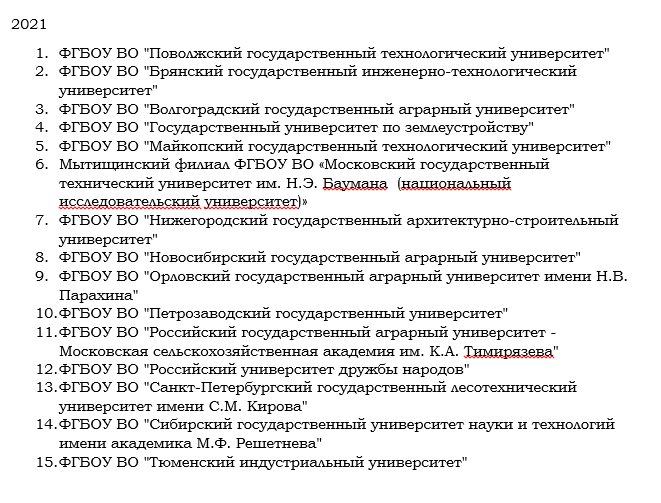 2021
1. ФГБОУ ВО "Поволжский государственный технологический университет"
2. ФГБОУ ВО "Брянский государственный инженерно-технологический
университет"
3. ФГБОУ ВО "Волгоградский государственный аграрный университет"
4. ФГБОУ ВО "Государственный университет по землеустройству"
5. ФГБОУ ВО "Майкопский государственный технологический университет"
6. Мытищинский филиал ФГБОУ ВО «Московский государственный
технический университет им. Н.Э. Баумана (национальный
исследовательский университет)»
7. ФГБОУ ВО "Нижегородский государственный архитектурно-строительный
университет"
8. ФГБОУ ВО "Новосибирский государственный аграрный университет"
9. ФГБОУ ВО "Орловский государственный аграрный университет имени Н.В.
Парахина"
10. ФГБОУ ВО "Петрозаводский государственный университет"
11. ФГБОУ ВО "Российский государственный аграрный университет -
Московская сельскохозяйственная академия им. К.А. Тимирязева"
12. ФГБОУ ВО "Российский университет дружбы народов"
13. ФГБОУ ВО "Санкт-Петербургский государственный лесотехнический
университет имени С.М. Кирова"
14. ФГБОУ ВО "Сибирский государственный университет науки и технологий
имени академика М.Ф. Решетнева"
15. ФГБОУ ВО "Тюменский индустриальный университет"